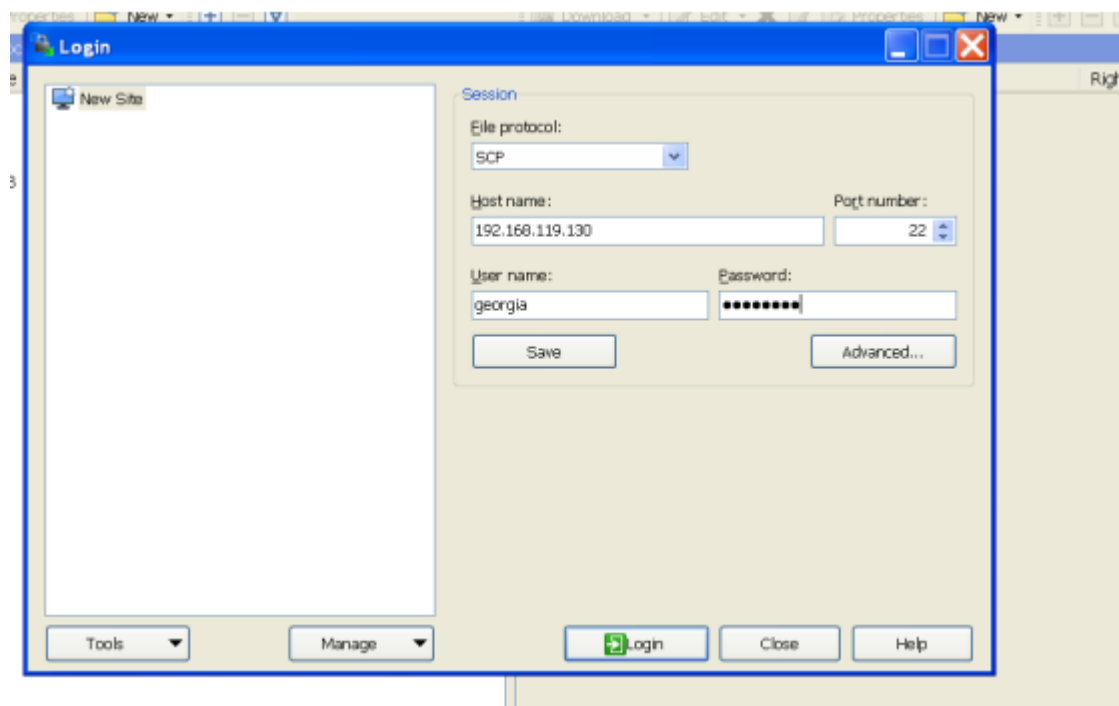 Properties New
Download Edit Properties New
Login
Righ
New Site
Session
File protocol:
SCP
Host name: Port number:
192.168.119.130 22
User name: Password:
georgia ●●●●●●●●
Save Advanced...
Tools Manage Login Close Help